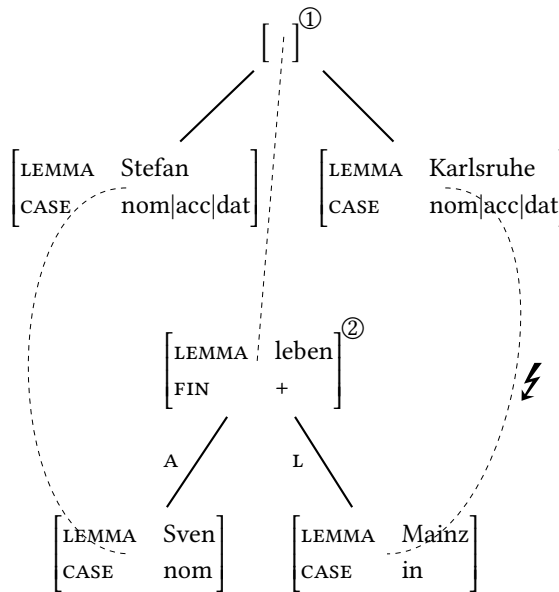 [ ]①
LEMMA Stefan
CASE nom|acc|dat
LEMMA Karlsruhe
CASE nom|acc|dat
LEMMA leben ②
FIN +
A L
LEMMA Sven
CASE nom
LEMMA Mainz
CASE in